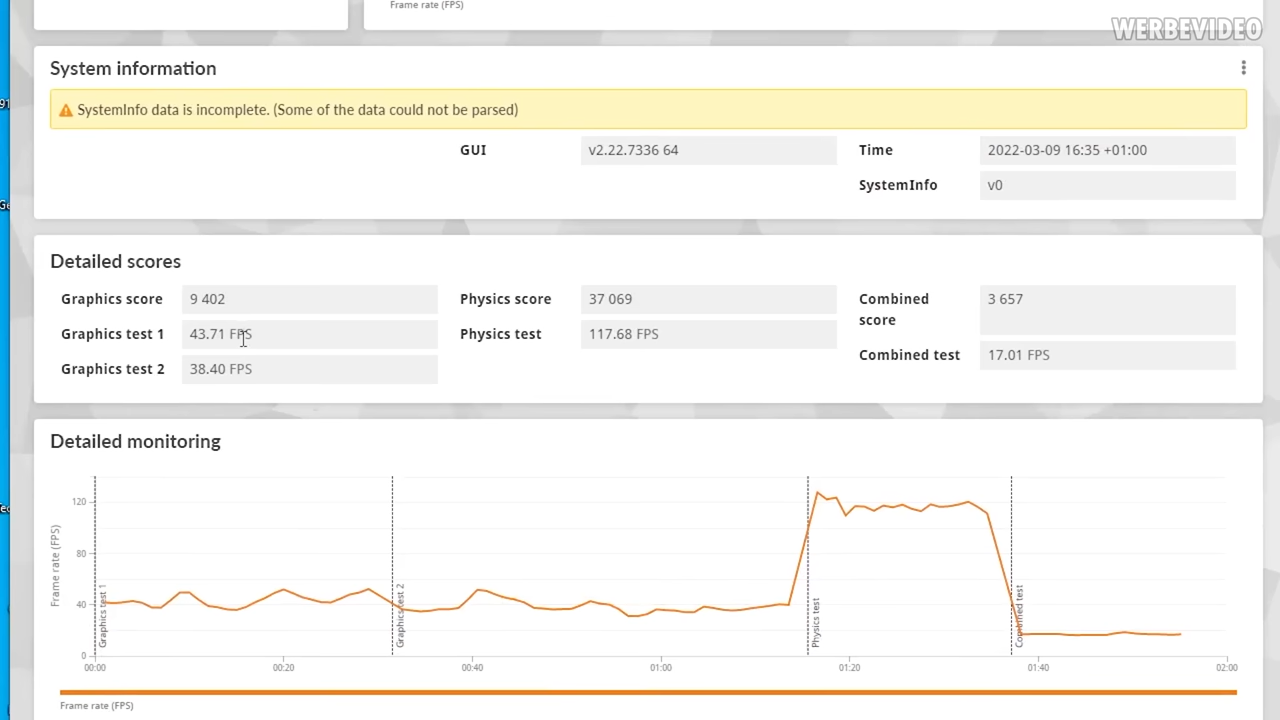 Frame rate (FPS)
WERBEVIDEO
System information
SystemInfo data is incomplete. (Some of the data could not be parsed)
GUI v2.22.7336 64 Time 2022-03-09 16:35 +01:00
SystemInfo v0
Detailed scores
Graphics score 9 402 Physics score 37 069 Combined score 3 657
Graphics test 1 43.71 FPS Physics test 117.68 FPS
Combined test 17.01 FPS
Graphics test 2 38.40 FPS
Detailed monitoring
Frame rate (FPS)
120
80
40
0
Graphics test 1
Graphics test 2
Physics test
Combined test
00:00 00:20 00:40 01:00 01:20 01:40 02:00
Frame rate (FPS)